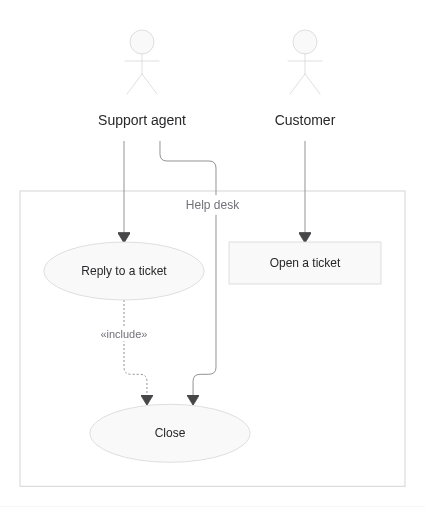 Support agent
Customer
Help desk
Reply to a ticket
Open a ticket
«include»
Close